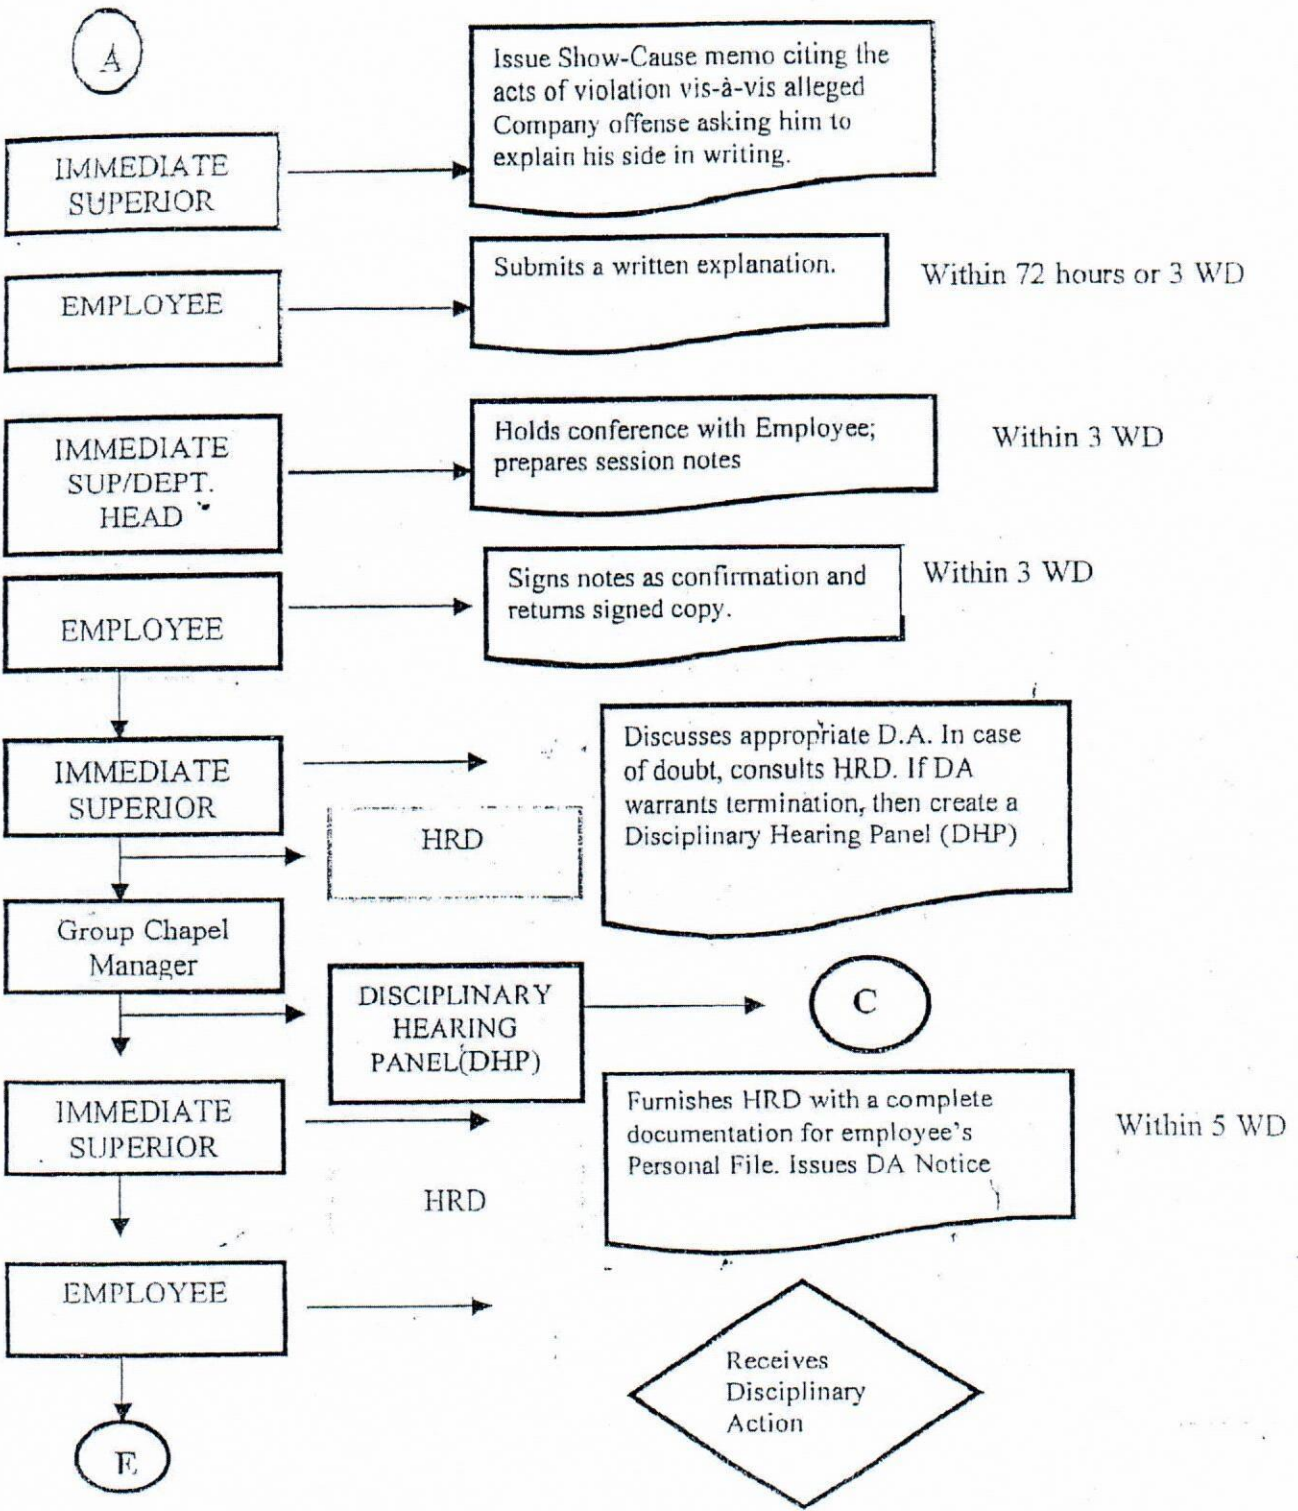 A
Issue Show-Cause memo citing the
acts of violation vis-à-vis alleged
Company offense asking him to
explain his side in writing.
IMMEDIATE
SUPERIOR
Submits a written explanation.
Within 72 hours or 3 WD
EMPLOYEE
Holds conference with Employee;
prepares session notes
Within 3 WD
IMMEDIATE
SUP/DEPT.
HEAD
Signs notes as confirmation and
returns signed copy.
Within 3 WD
EMPLOYEE
Discusses appropriate D.A. In case
of doubt, consults HRD. If DA
warrants termination, then create a
Disciplinary Hearing Panel (DHP)
IMMEDIATE
SUPERIOR
HRD
Group Chapel
Manager
DISCIPLINARY
HEARING
PANEL(DHP)
C
IMMEDIATE
SUPERIOR
Furnishes HRD with a complete
documentation for employee's
Personal File. Issues DA Notice
Within 5 WD
HRD
EMPLOYEE
Receives
Disciplinary
Action
E